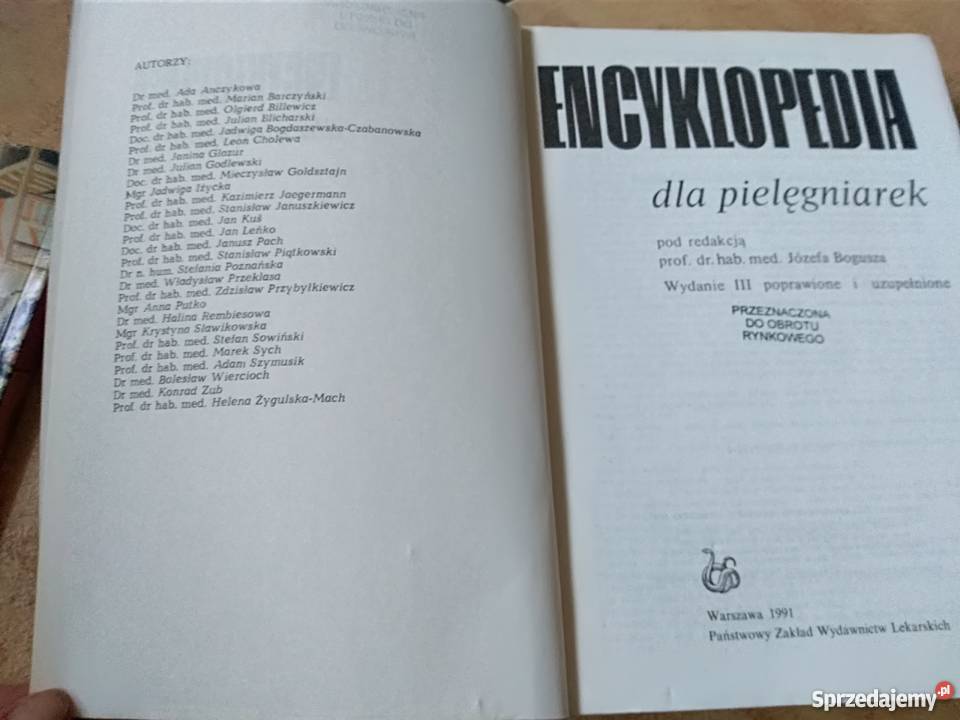 AUTORZY:
Dr med. Ada Anczykowa
Prof. dr hab. med. Marian Barczyński
Prof. dr hab. med. Olgierd Billewicz
Prof. dr hab. med. Julian Blicharski
Doc. dr hab. med. Jadwiga Bogdaszewska-Czabanowska
Prof. dr hab. med. Leon Cholewa
Dr med. Janina Glazur
Dr med. Julian Godlewski
Doc. dr hab. med. Mieczysław Goldsztajn
Mgr Jadwiga Iżycka
Prof. dr hab. med. Kazimierz Jaegermann
Prof. dr hab. med. Stanisław Januszkiewicz
Doc. dr hab. med. Jan Kuś
Prof. dr hab. med. Jan Leńko
Doc. dr hab. med. Janusz Pach
Prof. dr hab. med. Stanisław Piątkowski
Dr n. hum. Stefania Poznańska
Dr med. Władysław Przeklasa
Prof. dr hab. med. Zdzisław Przybyłkiewicz
Mgr Anna Putko
Dr med. Halina Rembiesowa
Mgr Krystyna Sławikowska
Prof. dr hab. med. Stefan Sowiński
Prof. dr hab. med. Marek Sych
Prof. dr hab. med. Adam Szymusik
Dr med. Bolesław Wiercioch
Dr med. Konrad Zub
Prof. dr hab. med. Helena Żygulska-Mach
ENCYKLOPEDIA
dla pielęgniarek
pod redakcją
prof. dr. hab. med. Józefa Bogusza
Wydanie III poprawione i uzupełnione
PRZEZNACZONA
DO OBROTU
RYNKOWEGO
Warszawa 1991
Państwowy Zakład Wydawnictw Lekarskich
Sprzedajemy.pl